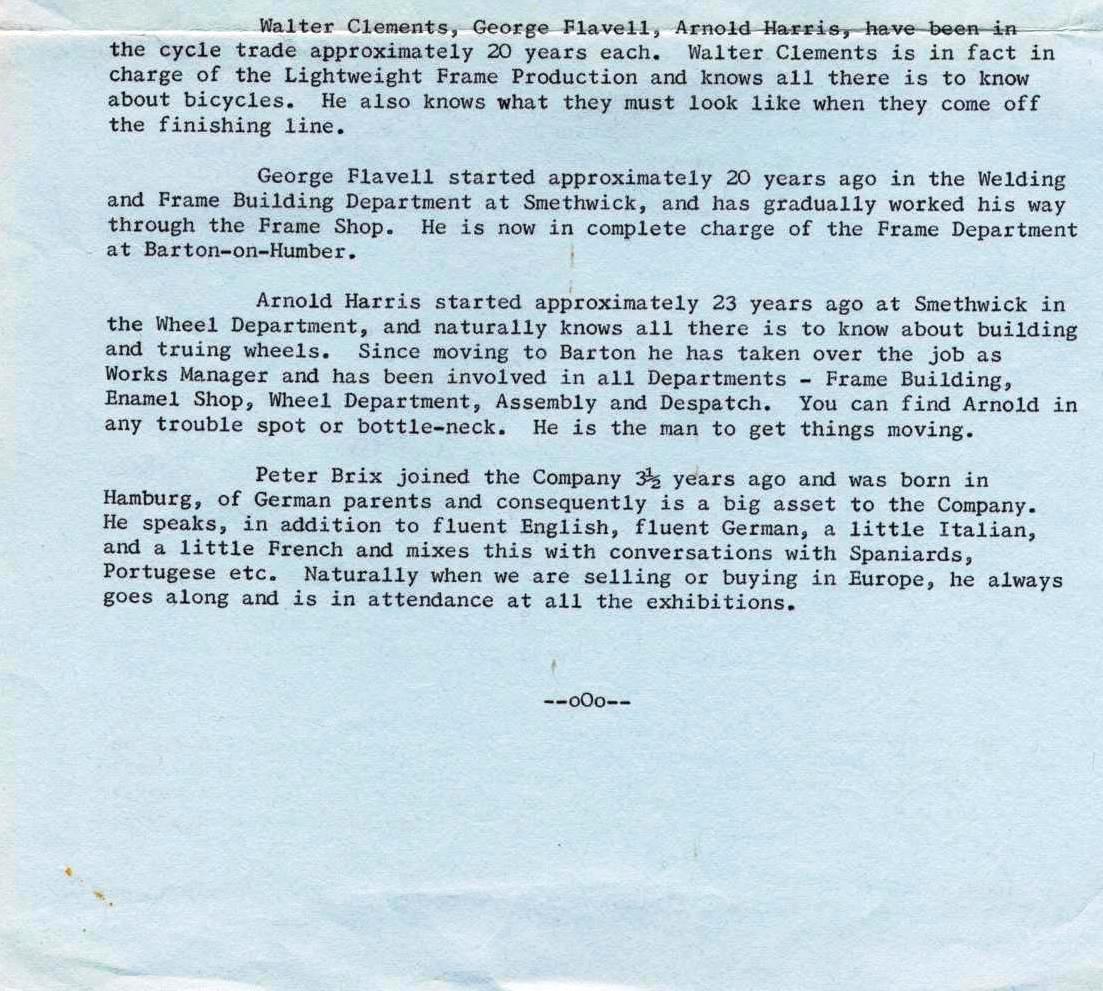 Walter Clements, George Flavell, Arnold Harris, have been in
the cycle trade approximately 20 years each. Walter Clements is in fact in
charge of the Lightweight Frame Production and knows all there is to know
about bicycles. He also knows what they must look like when they come off
the finishing line.
George Flavell started approximately 20 years ago in the Welding
and Frame Building Department at Smethwick, and has gradually worked his way
through the Frame Shop. He is now in complete charge of the Frame Department
at Barton-on-Humber.
Arnold Harris started approximately 23 years ago at Smethwick in
the Wheel Department, and naturally knows all there is to know about building
and truing wheels. Since moving to Barton he has taken over the job as
Works Manager and has been involved in all Departments - Frame Building,
Enamel Shop, Wheel Department, Assembly and Despatch. You can find Arnold in
any trouble spot or bottle-neck. He is the man to get things moving.
Peter Brix joined the Company 3½ years ago and was born in
Hamburg, of German parents and consequently is a big asset to the Company.
He speaks, in addition to fluent English, fluent German, a little Italian,
and a little French and mixes this with conversations with Spaniards,
Portugese etc. Naturally when we are selling or buying in Europe, he always
goes along and is in attendance at all the exhibitions.
--oOo--